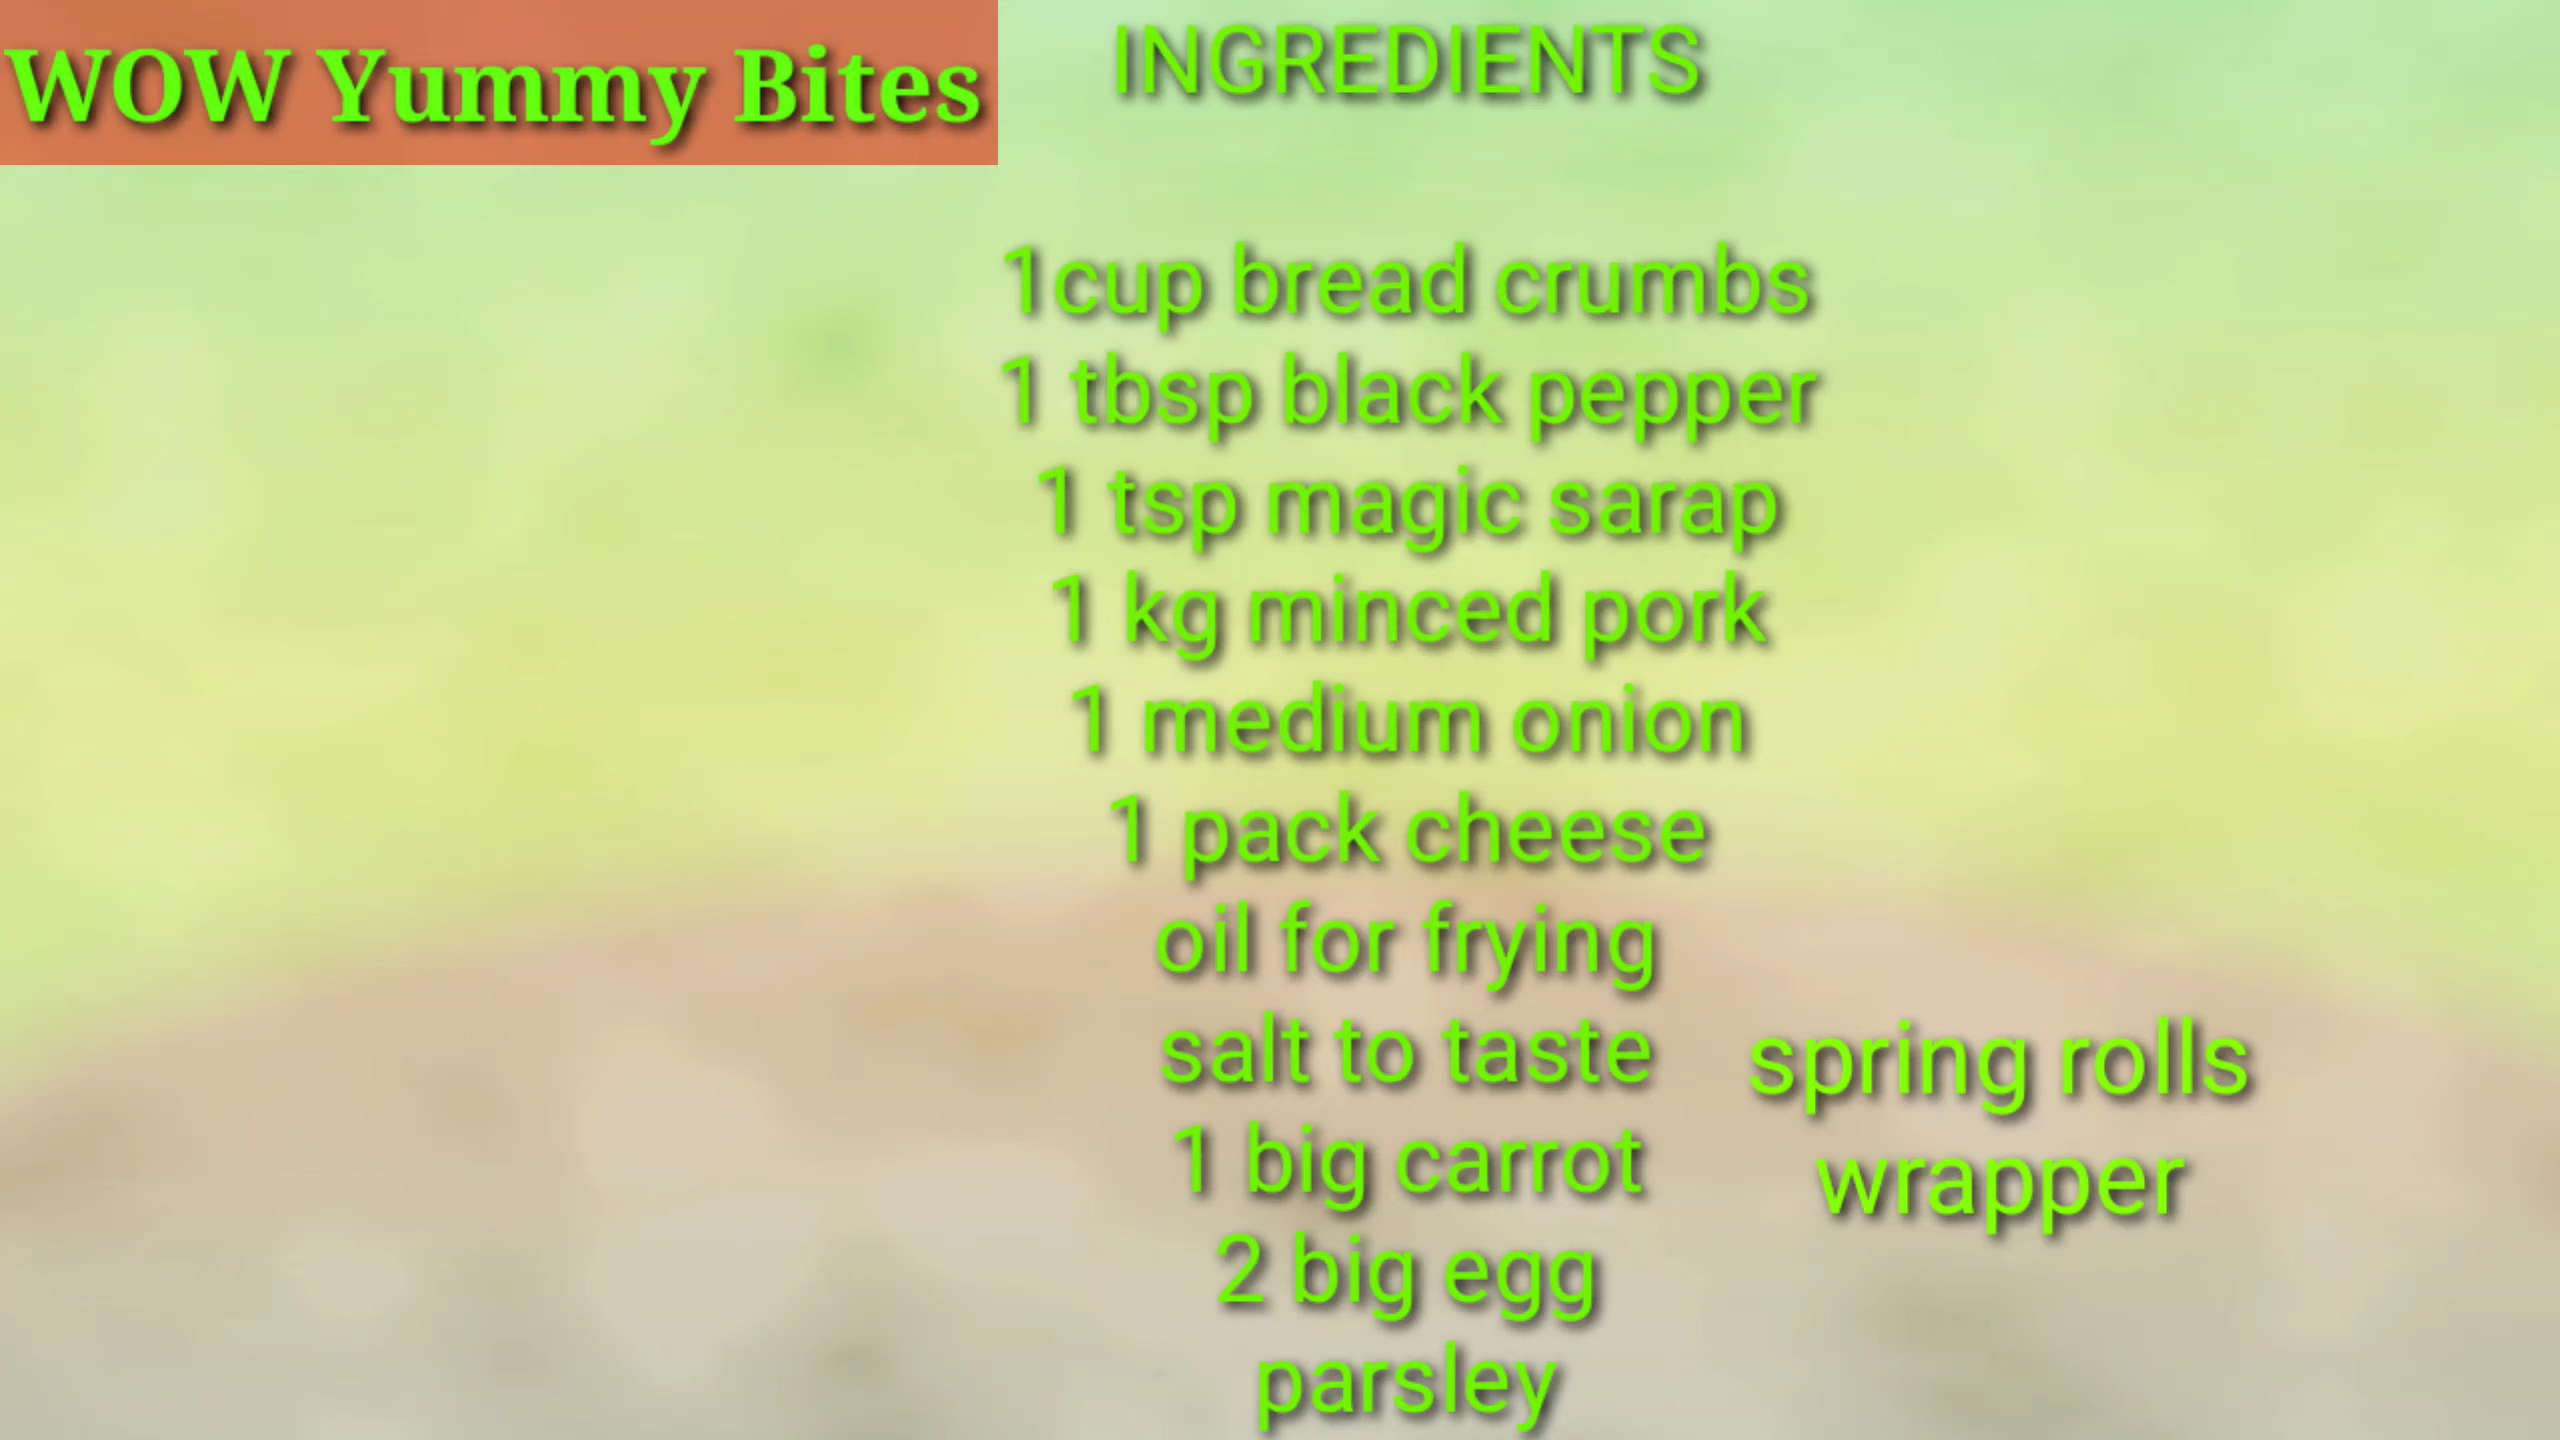 WOW Yummy Bites
INGREDIENTS
1cup bread crumbs
1 tbsp black pepper
1 tsp magic sarap
1 kg minced pork
1 medium onion
1 pack cheese
oil for frying
salt to taste
1 big carrot
2 big egg
parsley
spring rolls
wrapper